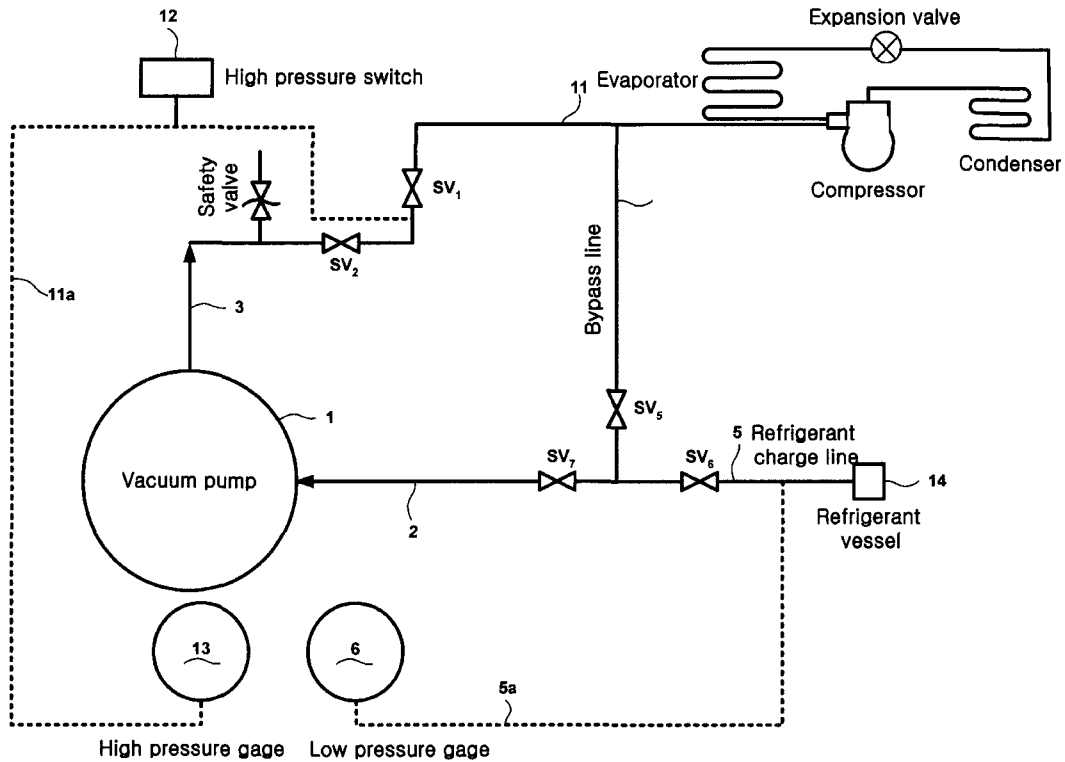 12
Expansion valve
High pressure switch
Evaporator
11
Safety
valve
SV₁
Compressor
Condenser
SV₂
11a
3
Bypass line
1
SV₅
5 Refrigerant
charge line
SV₇
SV₆
Vacuum pump
14
2
Refrigerant
vessel
13
6
5a
High pressure gage
Low pressure gage